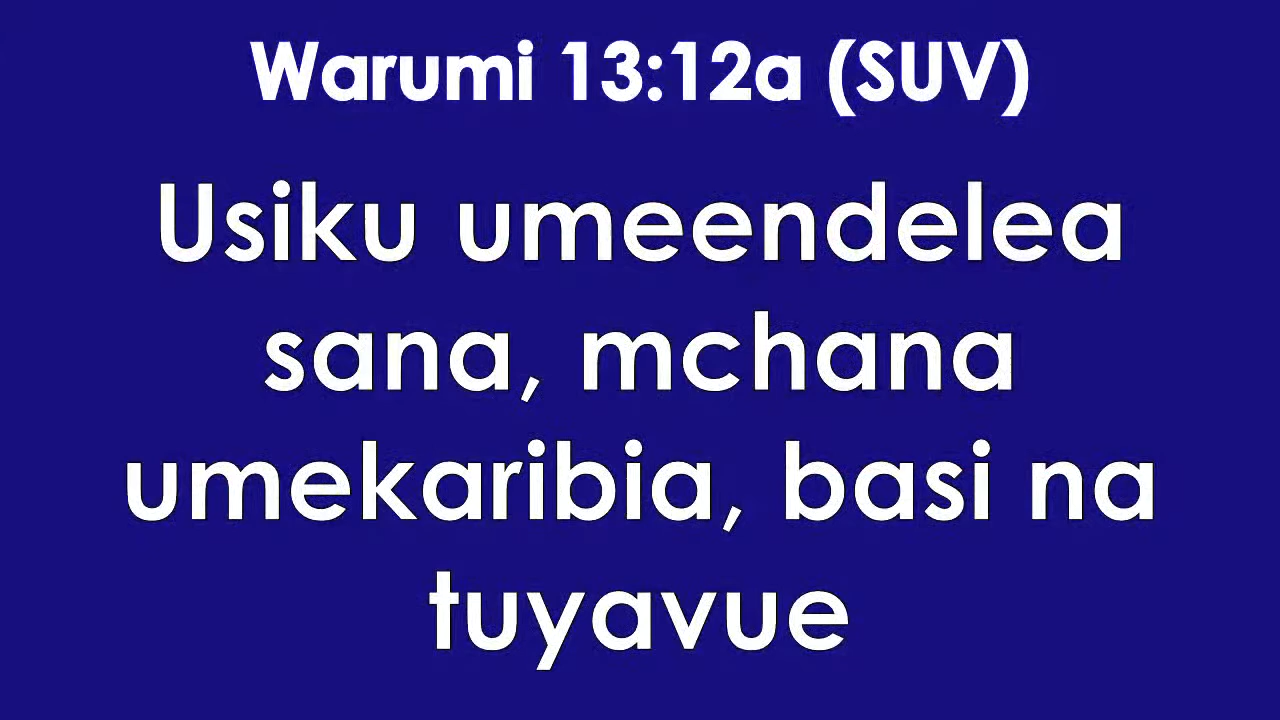 Warumi 13:12a (SUV)
Usiku umeendelea
sana, mchana
umekaribia, basi na
tuyavue